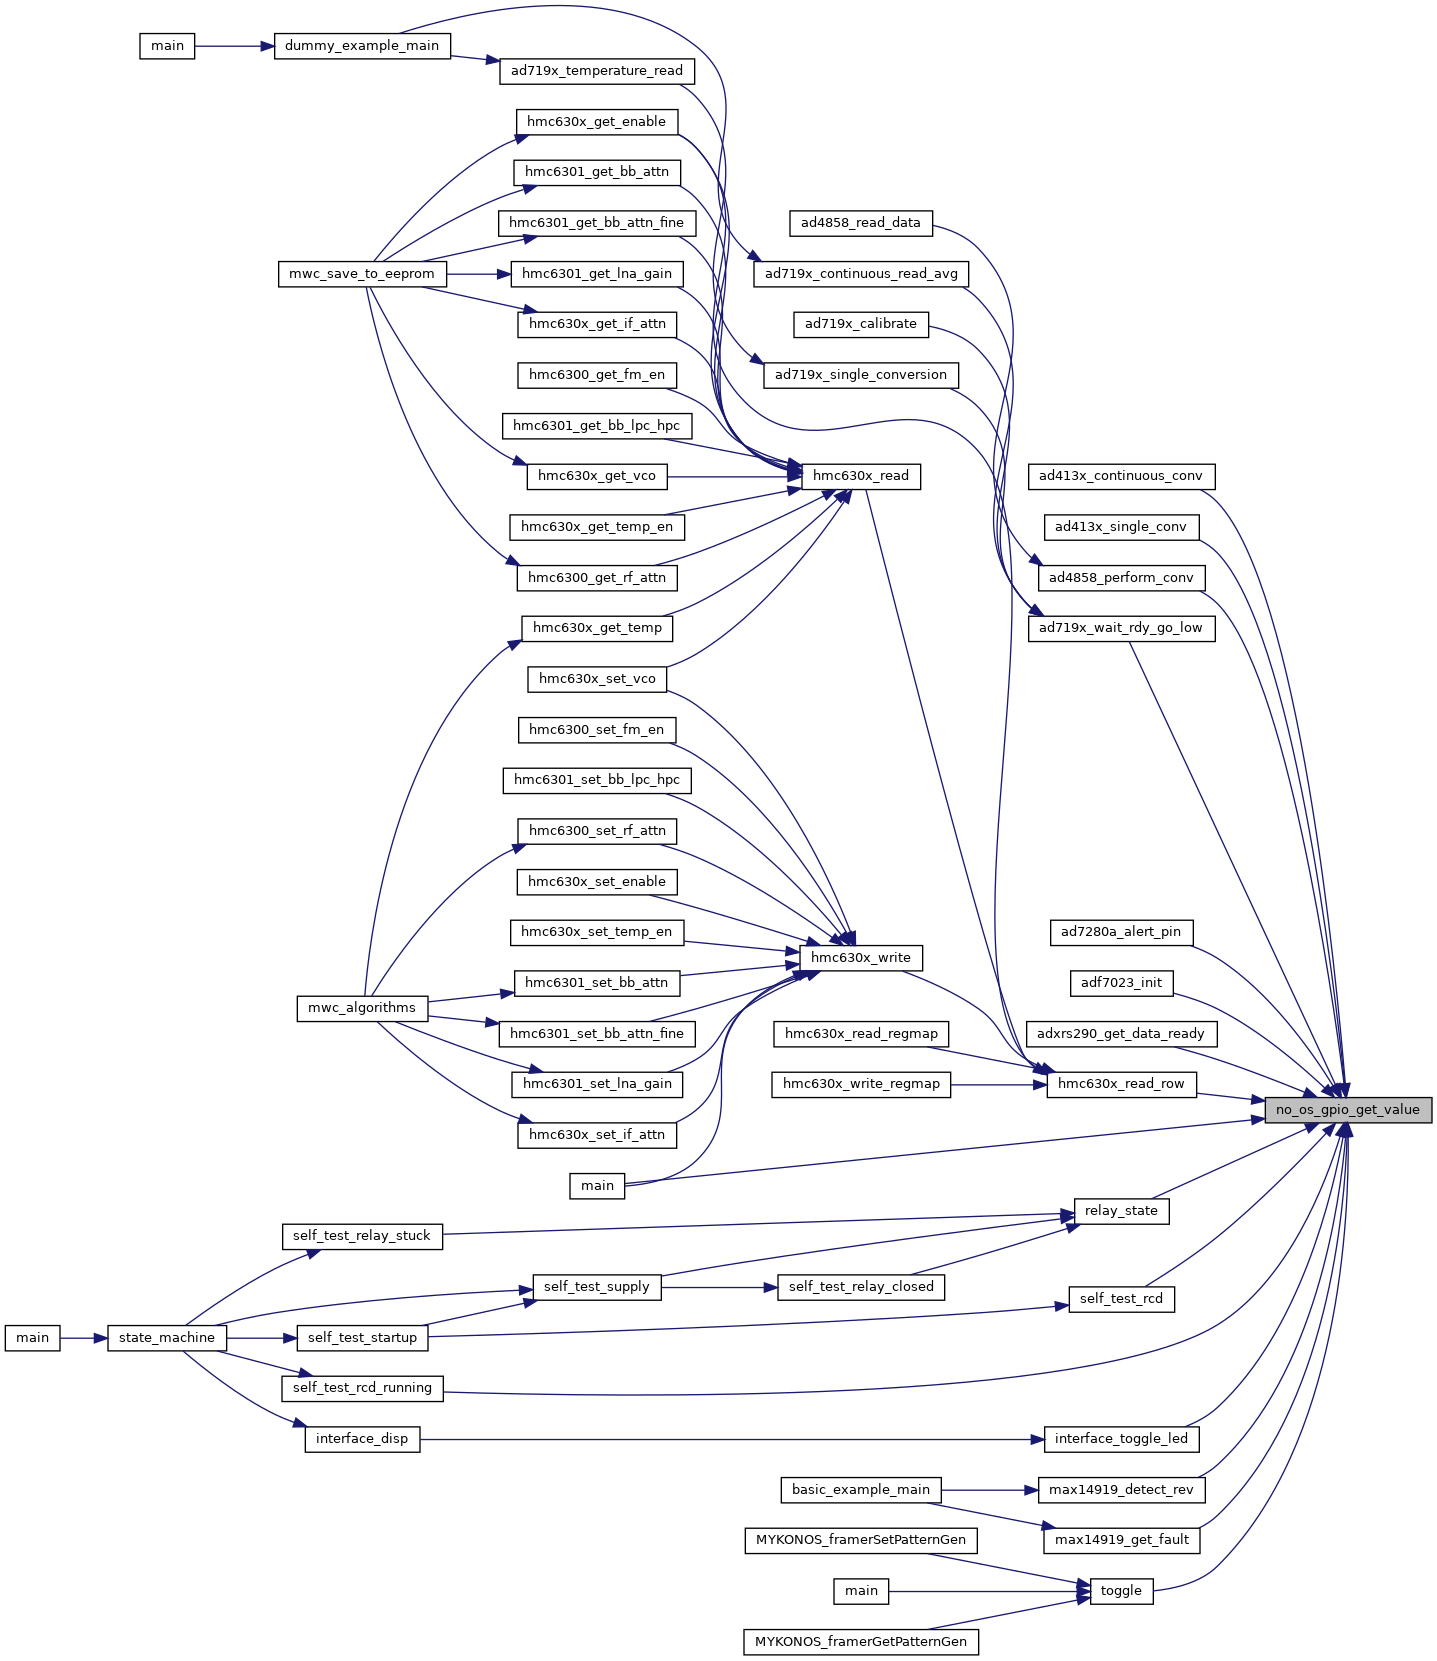 main
dummy_example_main
ad719x_temperature_read
hmc630x_get_enable
hmc6301_get_bb_attn
hmc6301_get_bb_attn_fine
ad4858_read_data
mwc_save_to_eeprom
hmc6301_get_lna_gain
ad719x_continuous_read_avg
hmc630x_get_if_attn
ad719x_calibrate
hmc6300_get_fm_en
ad719x_single_conversion
hmc6301_get_bb_lpc_hpc
hmc630x_get_vco
hmc630x_read
ad413x_continuous_conv
hmc630x_get_temp_en
ad413x_single_conv
hmc6300_get_rf_attn
ad4858_perform_conv
hmc630x_get_temp
ad719x_wait_rdy_go_low
hmc630x_set_vco
hmc6300_set_fm_en
hmc6301_set_bb_lpc_hpc
hmc6300_set_rf_attn
hmc630x_set_enable
hmc630x_set_temp_en
ad7280a_alert_pin
hmc630x_write
hmc6301_set_bb_attn
adf7023_init
mwc_algorithms
hmc6301_set_bb_attn_fine
hmc630x_read_regmap
adxrs290_get_data_ready
hmc6301_set_lna_gain
hmc630x_write_regmap
hmc630x_read_row
no_os_gpio_get_value
hmc630x_set_if_attn
main
relay_state
self_test_relay_stuck
self_test_supply
self_test_relay_closed
self_test_rcd
main
state_machine
self_test_startup
self_test_rcd_running
interface_disp
interface_toggle_led
basic_example_main
max14919_detect_rev
MYKONOS_framerSetPatternGen
max14919_get_fault
main
toggle
MYKONOS_framerGetPatternGen